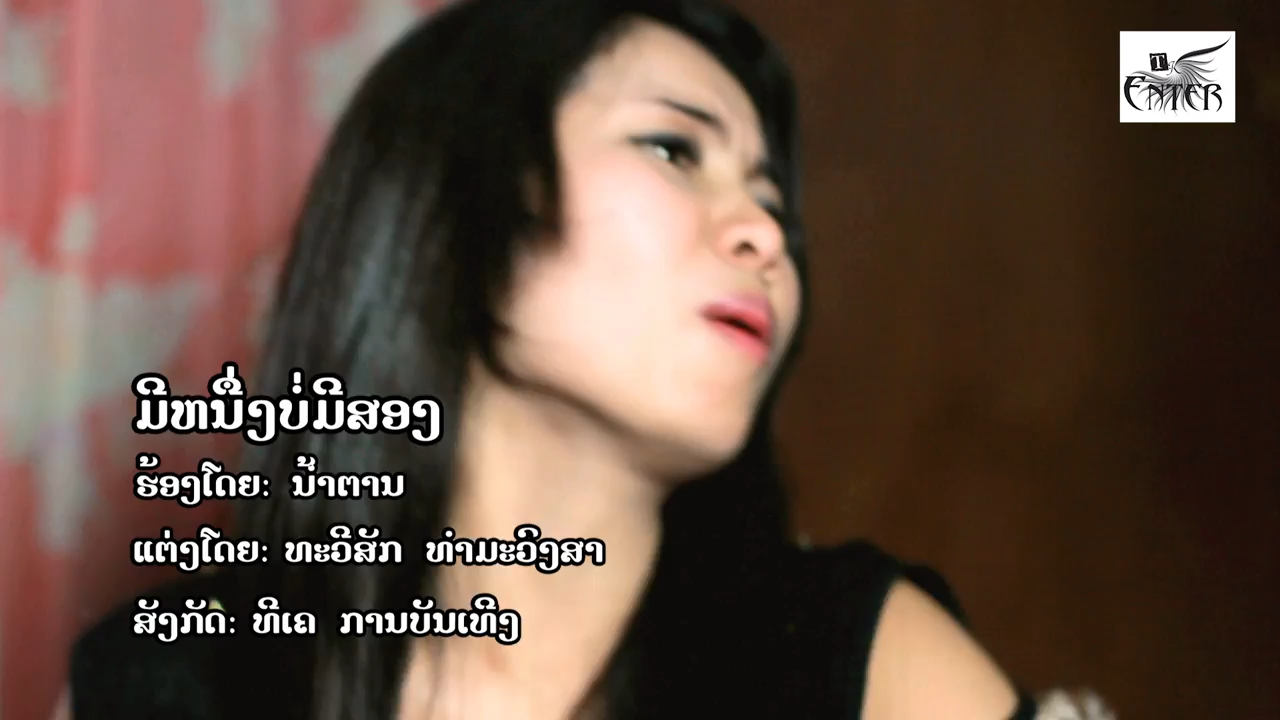 TK
ENTER
ມີຫນຶ່ງບໍ່ມີສອງ
ຮ້ອງໂດຍ: ນ້ຳຕານ
ແຕ່ງໂດຍ: ທະວີສັກ ທຳມະວົງສາ
ສັງກັດ: ທີເຄ ການບັນເທີງ